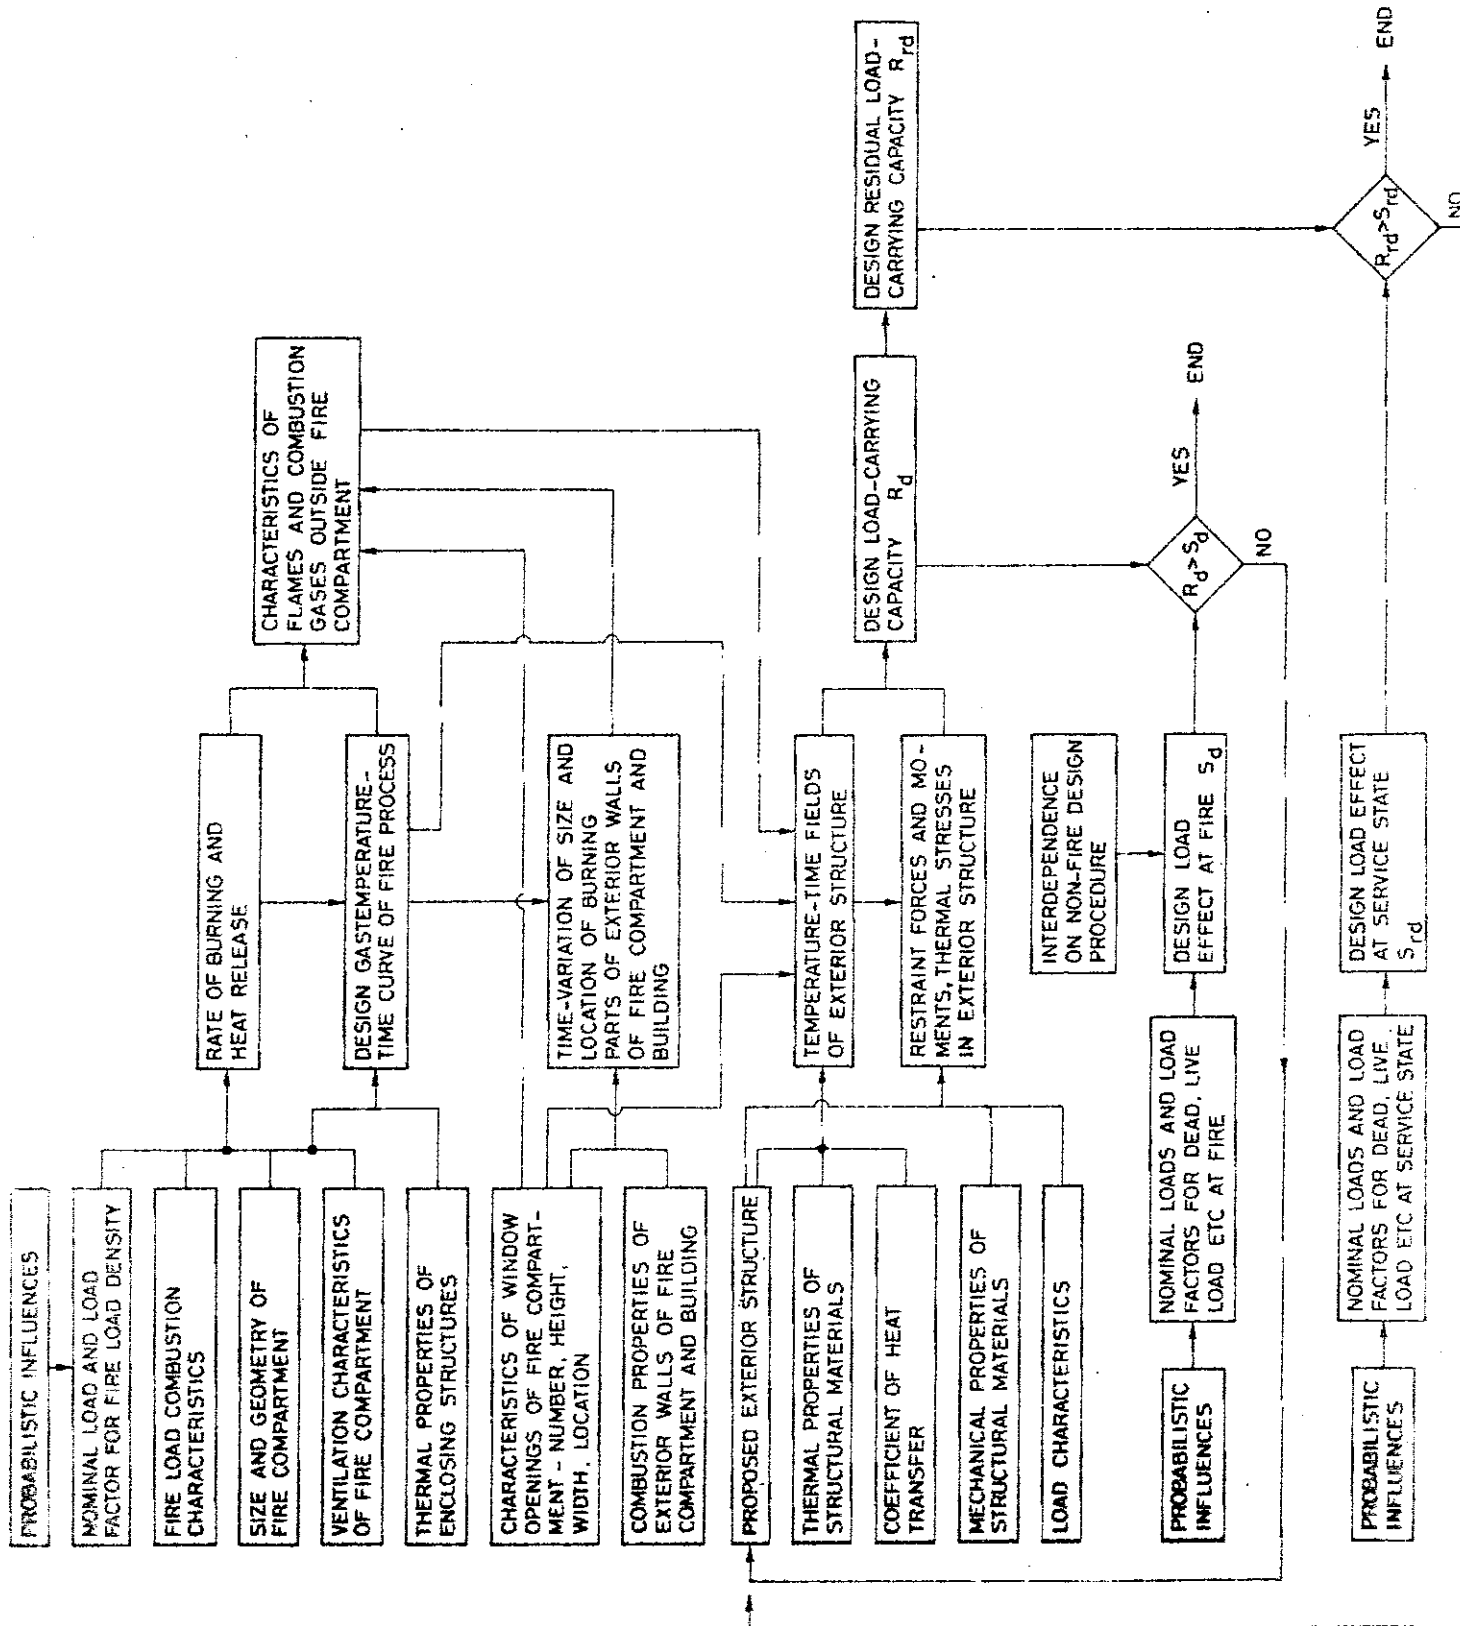 PROBABILISTIC INFLUENCES
NOMINAL LOAD AND LOAD
FACTOR FOR FIRE LOAD DENSITY
FIRE LOAD COMBUSTION
CHARACTERISTICS
SIZE AND GEOMETRY OF
FIRE COMPARTMENT
VENTILATION CHARACTERISTICS
OF FIRE COMPARTMENT
THERMAL PROPERTIES OF
ENCLOSING STRUCTURES
CHARACTERISTICS OF WINDOW
OPENINGS OF FIRE COMPART-
MENT - NUMBER, HEIGHT,
WIDTH, LOCATION
COMBUSTION PROPERTIES OF
EXTERIOR WALLS OF FIRE
COMPARTMENT AND BUILDING
PROPOSED EXTERIOR STRUCTURE
THERMAL PROPERTIES OF
STRUCTURAL MATERIALS
COEFFICIENT OF HEAT
TRANSFER
MECHANICAL PROPERTIES OF
STRUCTURAL MATERIALS
LOAD CHARACTERISTICS
PROBABILISTIC
INFLUENCES
PROBABILISTIC
INFLUENCES
RATE OF BURNING AND
HEAT RELEASE
DESIGN GASTEMPERATURE-
TIME CURVE OF FIRE PROCESS
TIME-VARIATION OF SIZE AND
LOCATION OF BURNING
PARTS OF EXTERIOR WALLS
OF FIRE COMPARTMENT AND
BUILDING
TEMPERATURE-TIME FIELDS
OF EXTERIOR STRUCTURE
RESTRAINT FORCES AND MO-
MENTS, THERMAL STRESSES
IN EXTERIOR STRUCTURE
NOMINAL LOADS AND LOAD
FACTORS FOR DEAD, LIVE
LOAD ETC AT FIRE
NOMINAL LOADS AND LOAD
FACTORS FOR DEAD, LIVE
LOAD ETC AT SERVICE STATE
INTERDEPENDENCE
ON NON-FIRE DESIGN
PROCEDURE
DESIGN LOAD
EFFECT AT FIRE Sd
DESIGN LOAD EFFECT
AT SERVICE STATE
Srd
CHARACTERISTICS OF
FLAMES AND COMBUSTION
GASES OUTSIDE FIRE
COMPARTMENT
DESIGN LOAD-CARRYING
CAPACITY Rd
DESIGN RESIDUAL LOAD-
CARRYING CAPACITY Rrd
Rd>Sd
YES
END
NO
Rrd>Srd
YES
END
NO